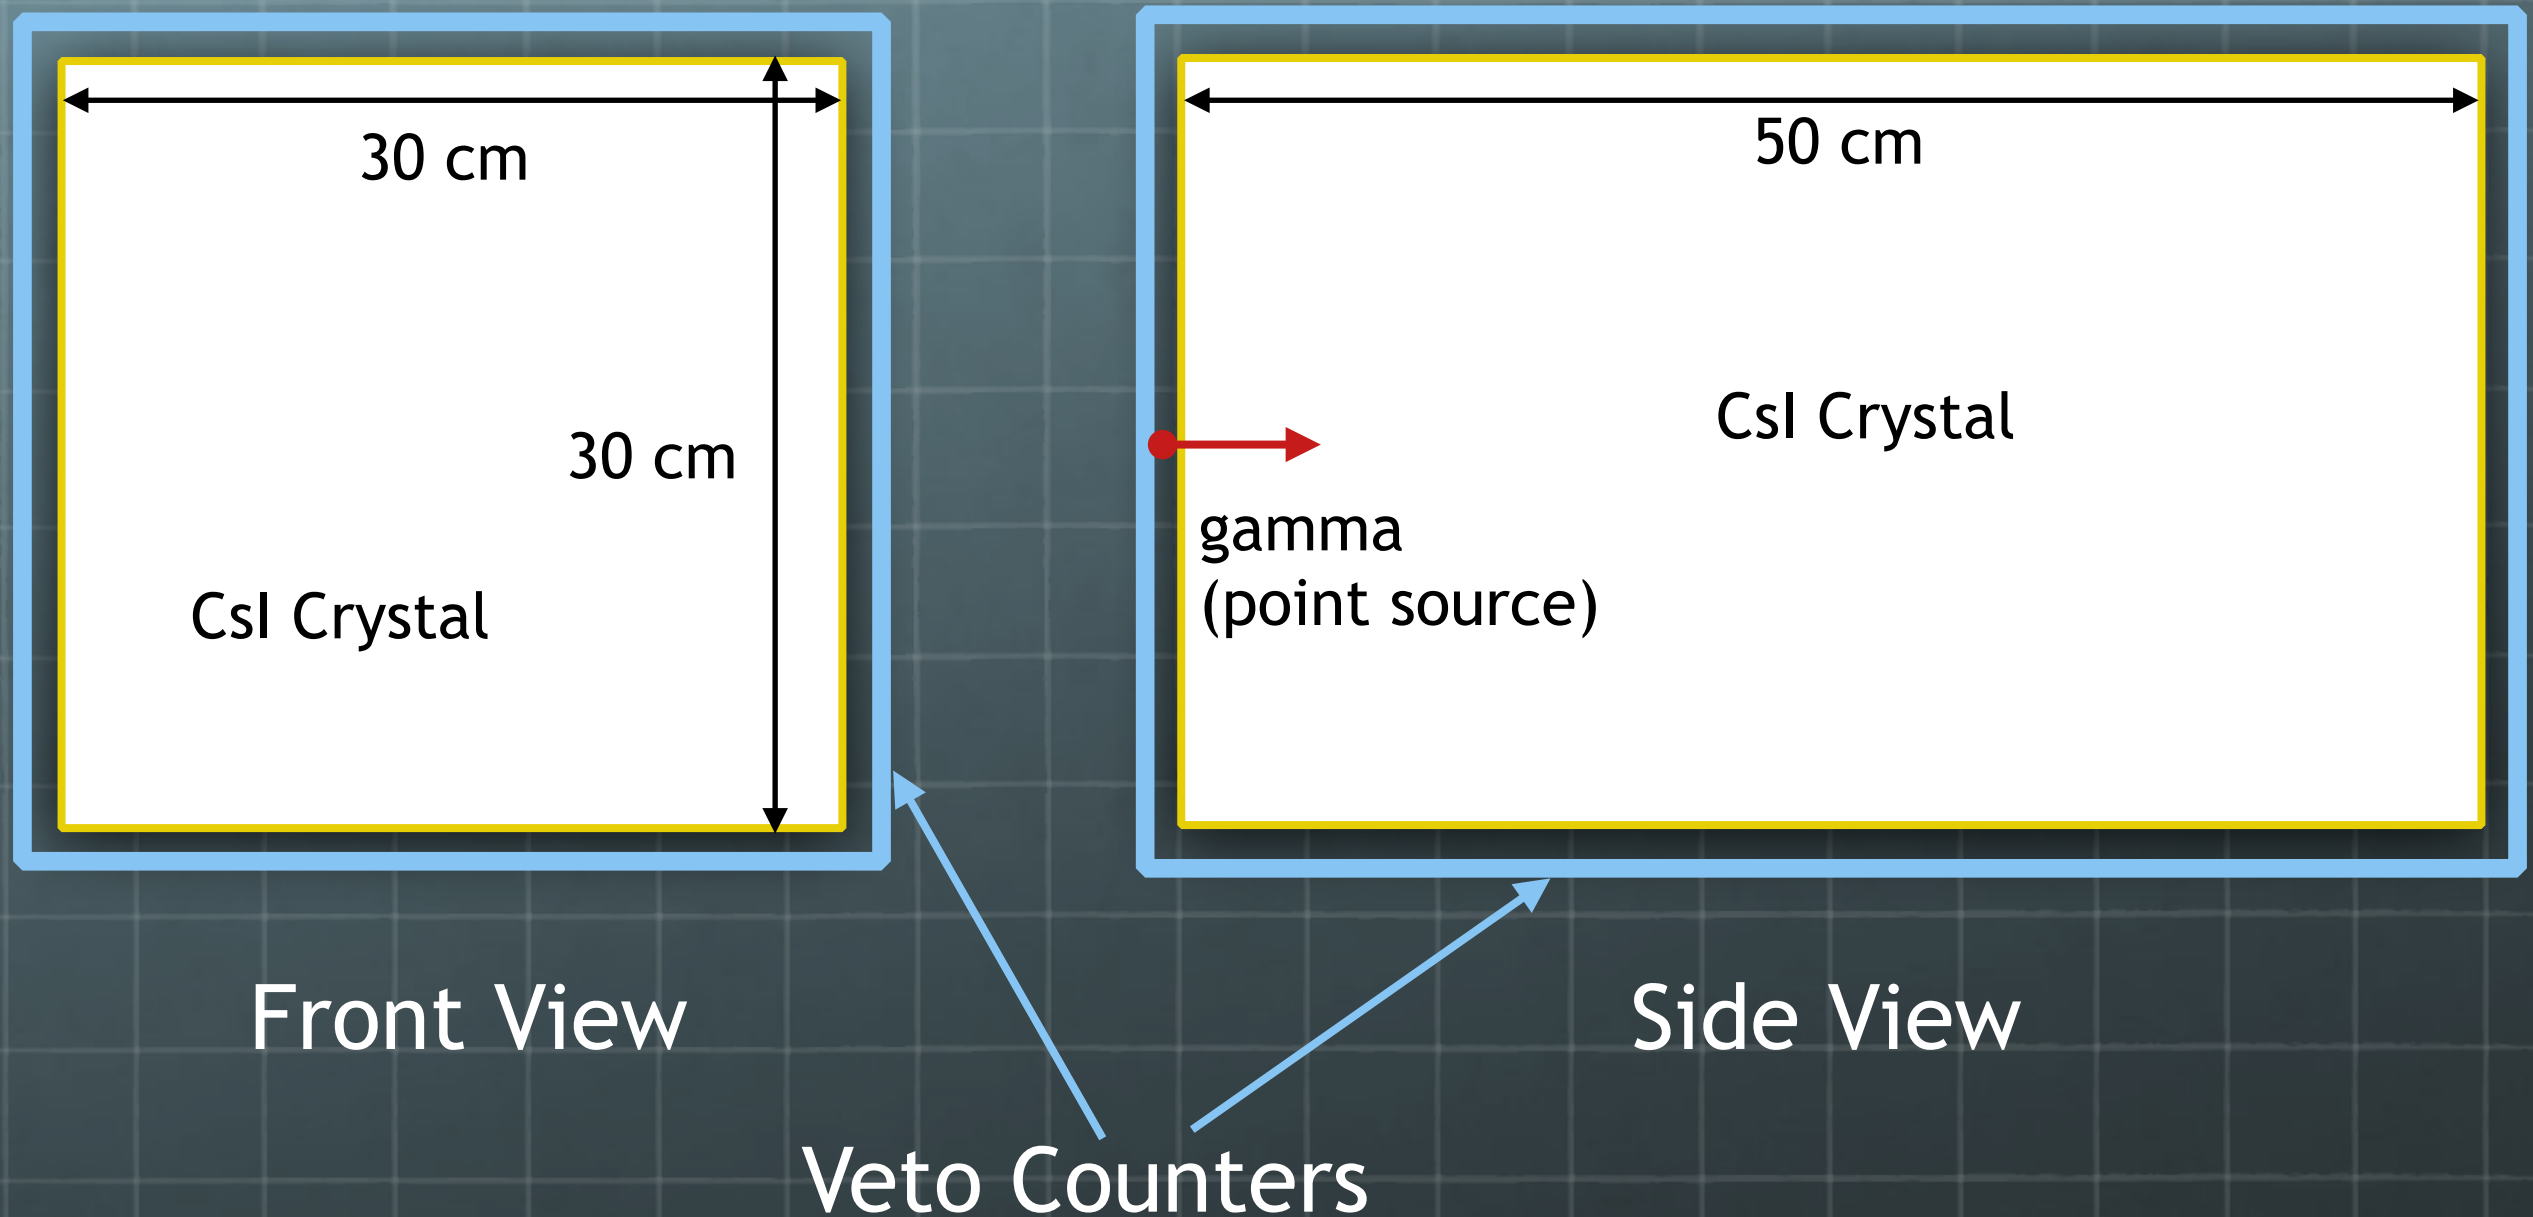 30 cm
30 cm
CsI Crystal
50 cm
CsI Crystal
gamma
(point source)
Front View
Side View
Veto Counters